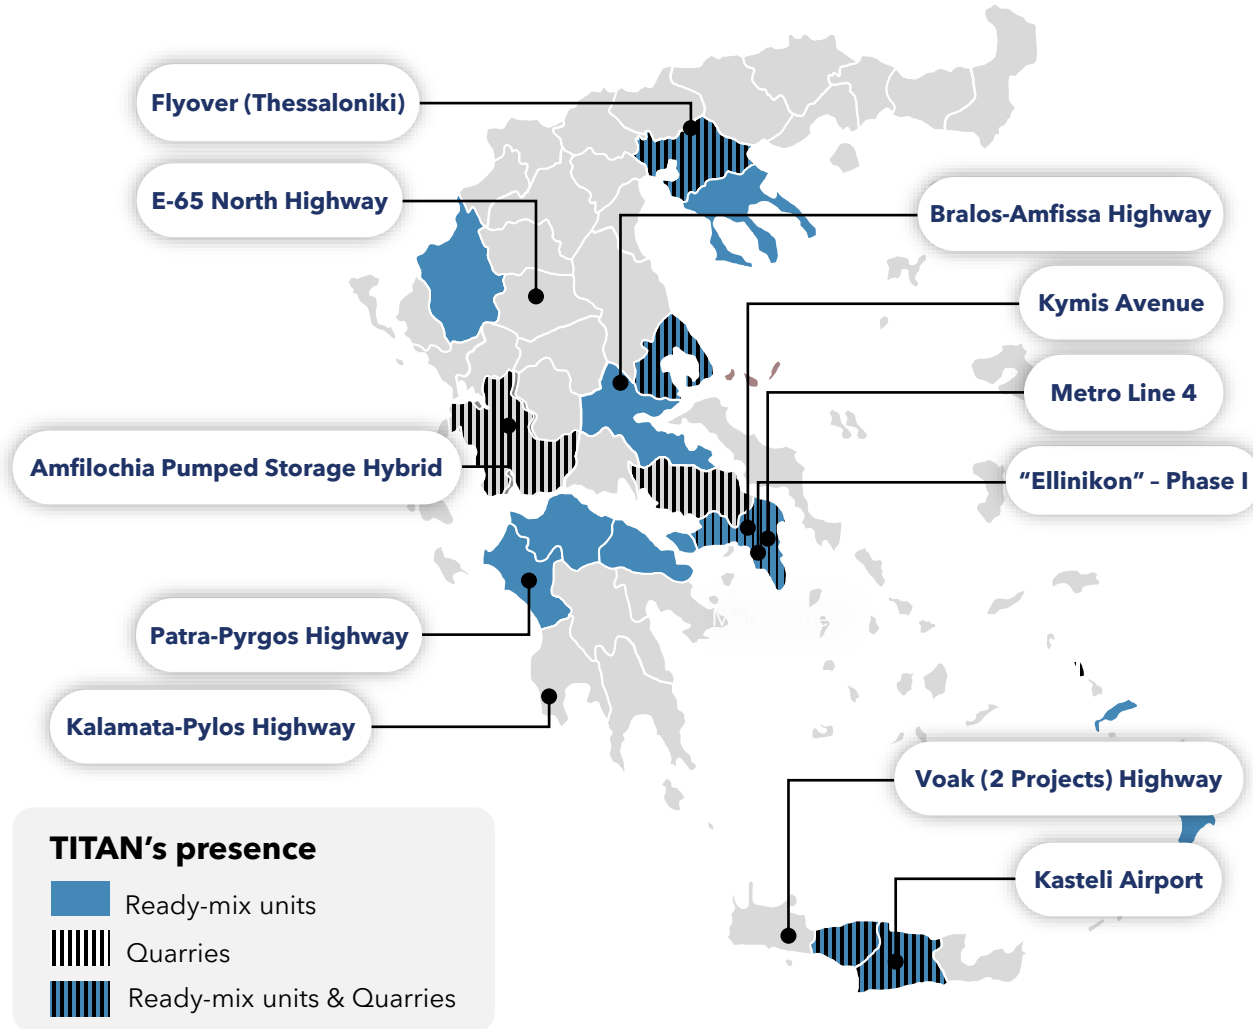 Flyover (Thessaloniki)
E-65 North Highway
Bralos-Amfissa Highway
Kymis Avenue
Metro Line 4
Amfilochia Pumped Storage Hybrid
“Ellinikon” – Phase I
Patra-Pyrgos Highway
Kalamata-Pylos Highway
Voak (2 Projects) Highway
Kasteli Airport
TITAN’s presence
Ready-mix units
Quarries
Ready-mix units & Quarries